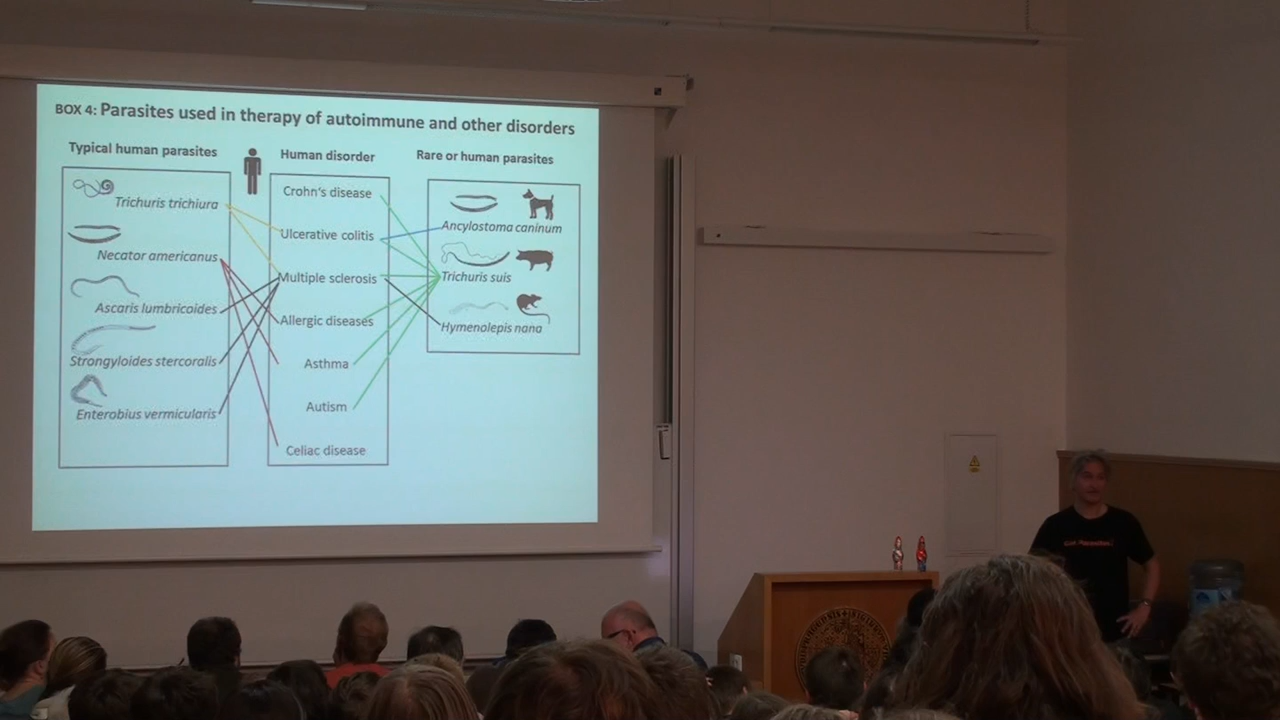 BOX 4: Parasites used in therapy of autoimmune and other disorders
Typical human parasites
Human disorder
Rare or human parasites
Trichuris trichiura
Necator americanus
Ascaris lumbricoides
Strongyloides stercoralis
Enterobius vermicularis
Crohn's disease
Ulcerative colitis
Multiple sclerosis
Allergic diseases
Asthma
Autism
Celiac disease
Ancylostoma caninum
Trichuris suis
Hymenolepis nana